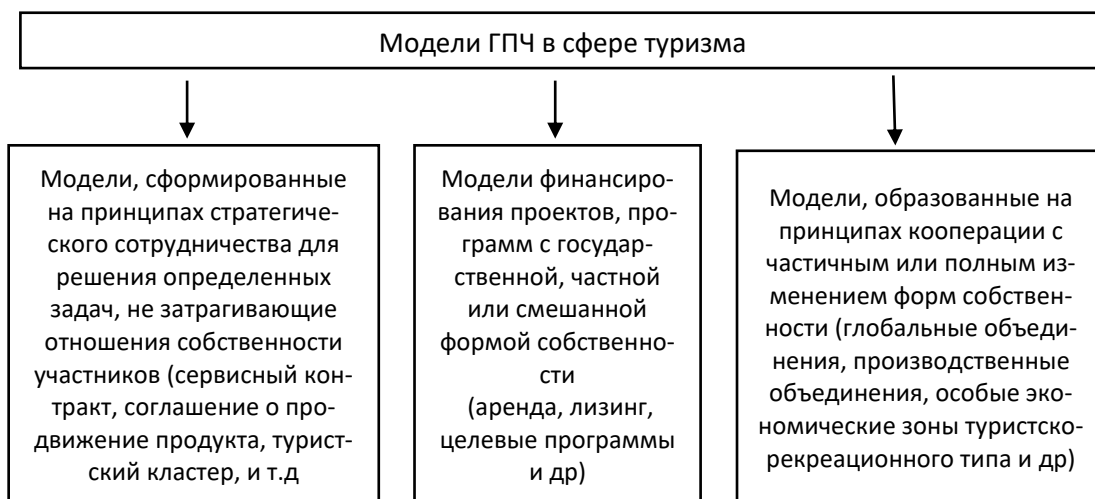 Модели ГПЧ в сфере туризма
Модели, сформированные
на принципах стратегиче-
ского сотрудничества для
решения определенных
задач, не затрагивающие
отношения собственности
участников (сервисный кон-
тракт, соглашение о про-
движение продукта, турист-
ский кластер, и т.д
Модели финансиро-
вания проектов, про-
грамм с государ-
ственной, частной
или смешанной
формой собственно-
сти
(аренда, лизинг,
целевые программы
и др)
Модели, образованные на
принципах кооперации с
частичным или полным из-
менением форм собствен-
ности (глобальные объеди-
нения, производственные
объединения, особые эко-
номические зоны туристско-
рекреационного типа и др)